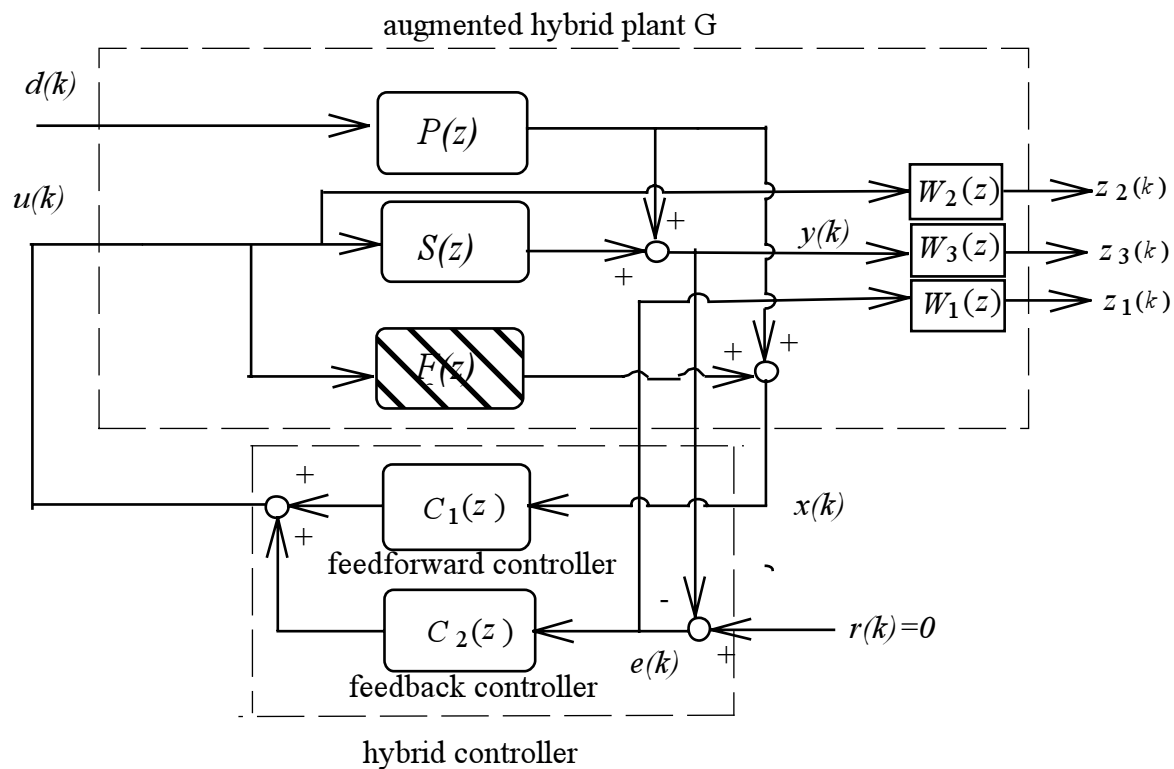 augmented hybrid plant G
d(k)
P(z)
u(k)
W2(z)
z2(k)
+
S(z)
y(k)
W3(z)
z3(k)
+
W1(z)
z1(k)
+
+
F(z)
+
C1(z)
x(k)
+
feedforward controller
-
C2(z)
r(k)=0
e(k)
+
feedback controller
hybrid controller